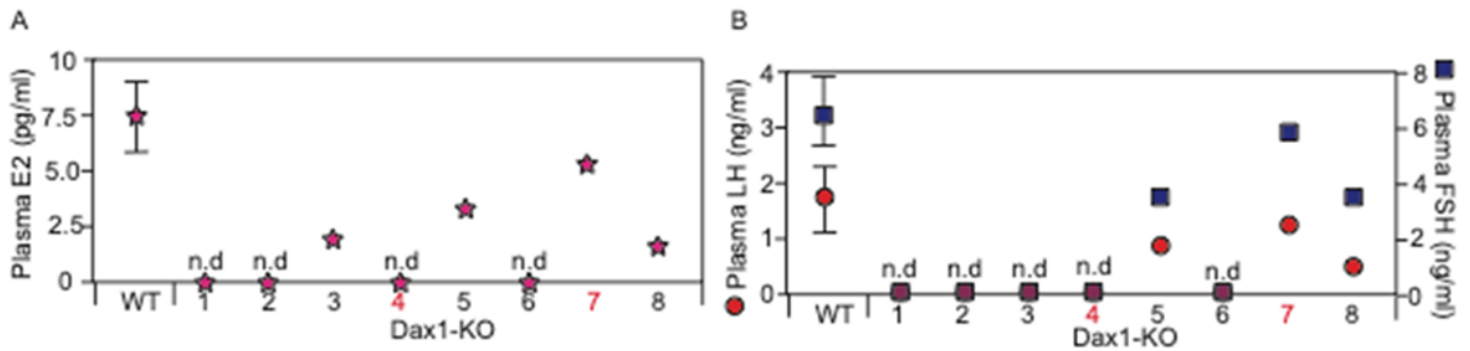 A
Plasma E2 (pg/ml)
10
7.5
5.0
2.5
0
n.d n.d n.d n.d
WT 1 2 3 4 5 6 7 8
Dax1-KO
B
Plasma LH (ng/ml)
4
3
2
1
0
n.d n.d n.d n.d n.d
WT 1 2 3 4 5 6 7 8
Dax1-KO
8
6
4
2
0
Plasma FSH (ng/ml)